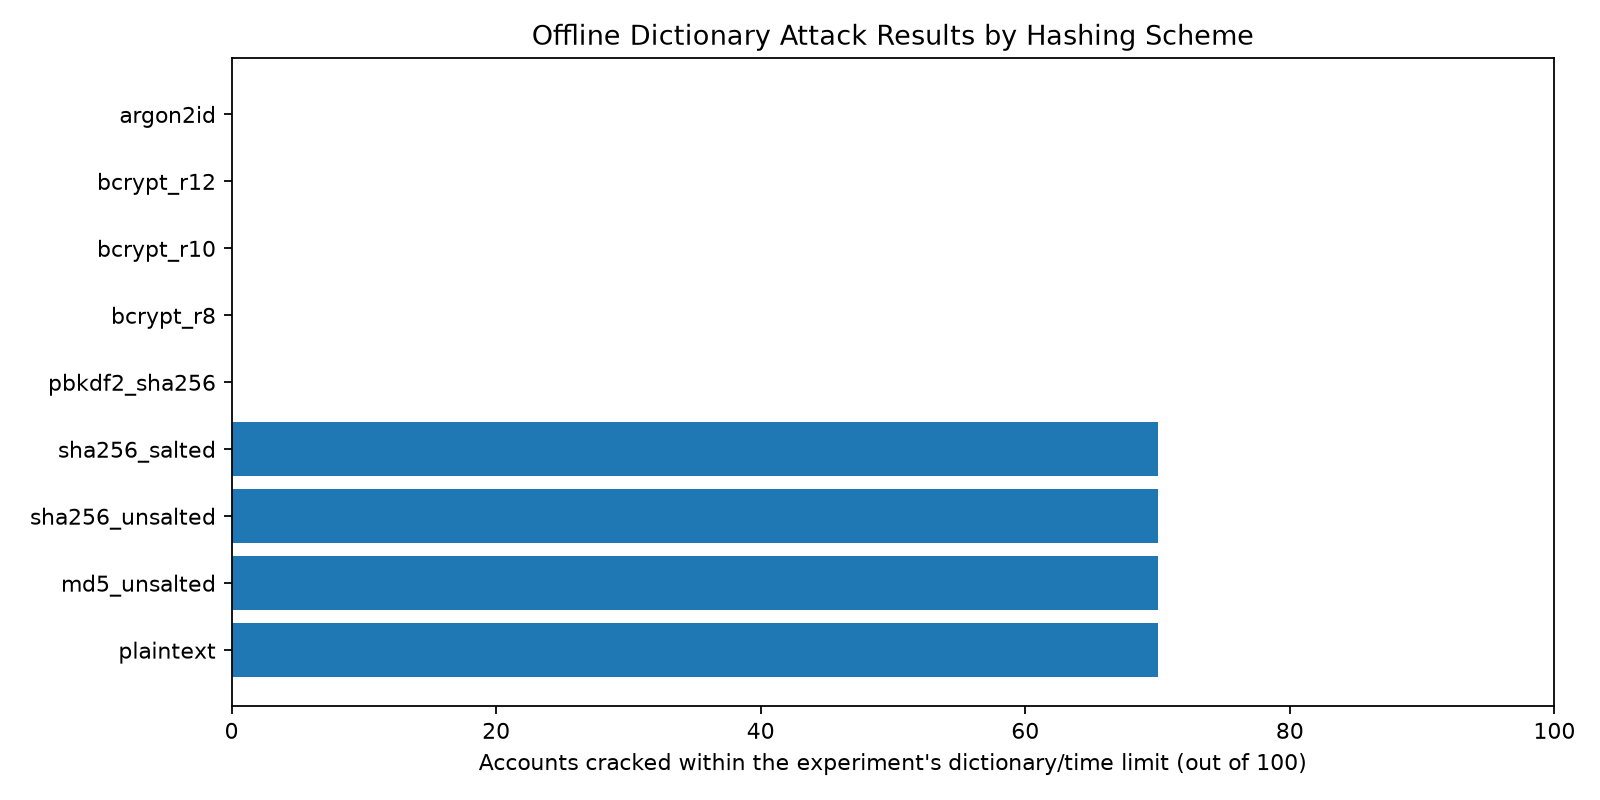 Offline Dictionary Attack Results by Hashing Scheme
argon2id
bcrypt_r12
bcrypt_r10
bcrypt_r8
pbkdf2_sha256
sha256_salted
sha256_unsalted
md5_unsalted
plaintext
0 20 40 60 80 100
Accounts cracked within the experiment's dictionary/time limit (out of 100)